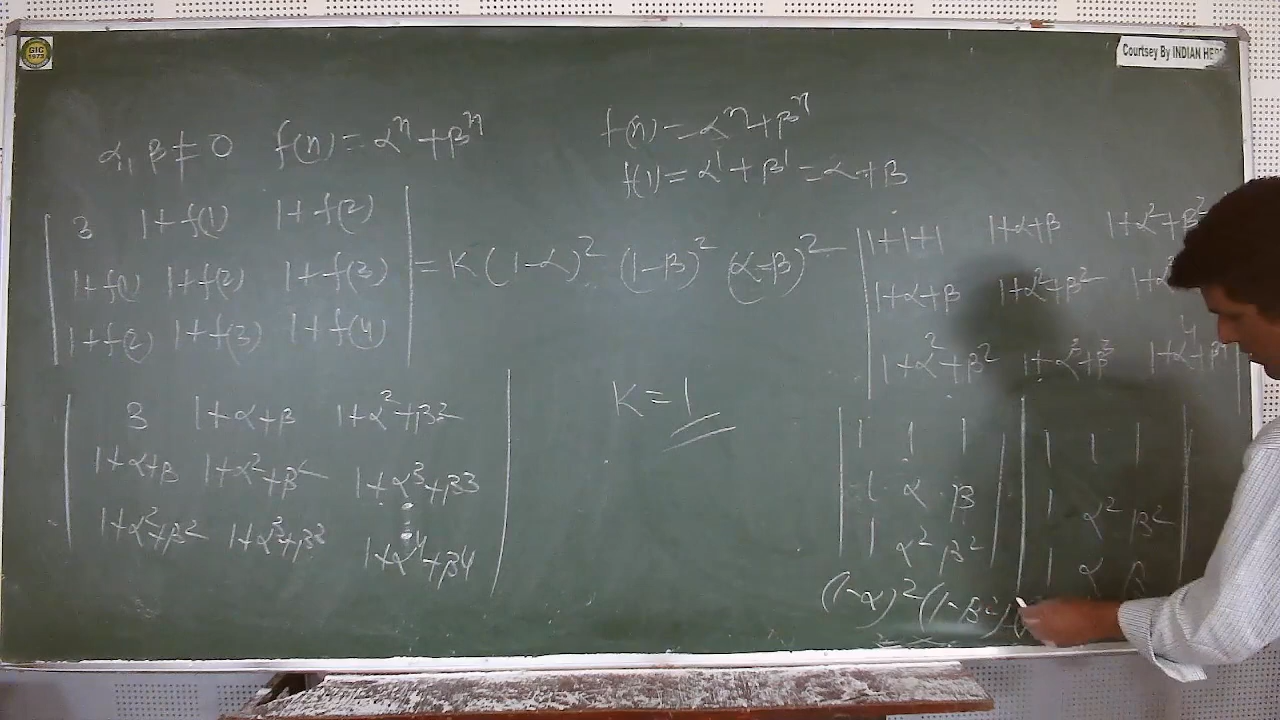 GIC
1972
Courtsey By INDIAN HE
α, β ≠ 0 f(n) = αⁿ + βⁿ
| 3 1+f(1) 1+f(2) |
| 1+f(1) 1+f(2) 1+f(3) | = K (1-α)² (1-β)² (α-β)²
| 1+f(2) 1+f(3) 1+f(4) |
| 3 1+α+β 1+α²+β² |
| 1+α+β 1+α²+β² 1+α³+β3 |
| 1+α²+β² 1+α³+β³ 1+α⁴+β4 |
f(n) = αⁿ + βⁿ
f(1) = α¹ + β¹ = α+β
K = 1
| 1+1+1 1+α+β 1+α²+β²
| 1+α+β 1+α²+β²
| 1+α²+β² 1+α³+β³ 1+α⁴+β |
| 1 1 1 | 1 1 1 |
| 1 α β | 1 α² β² |
| 1 α² β² | 1 α β |
(1-α)² (1-β²)